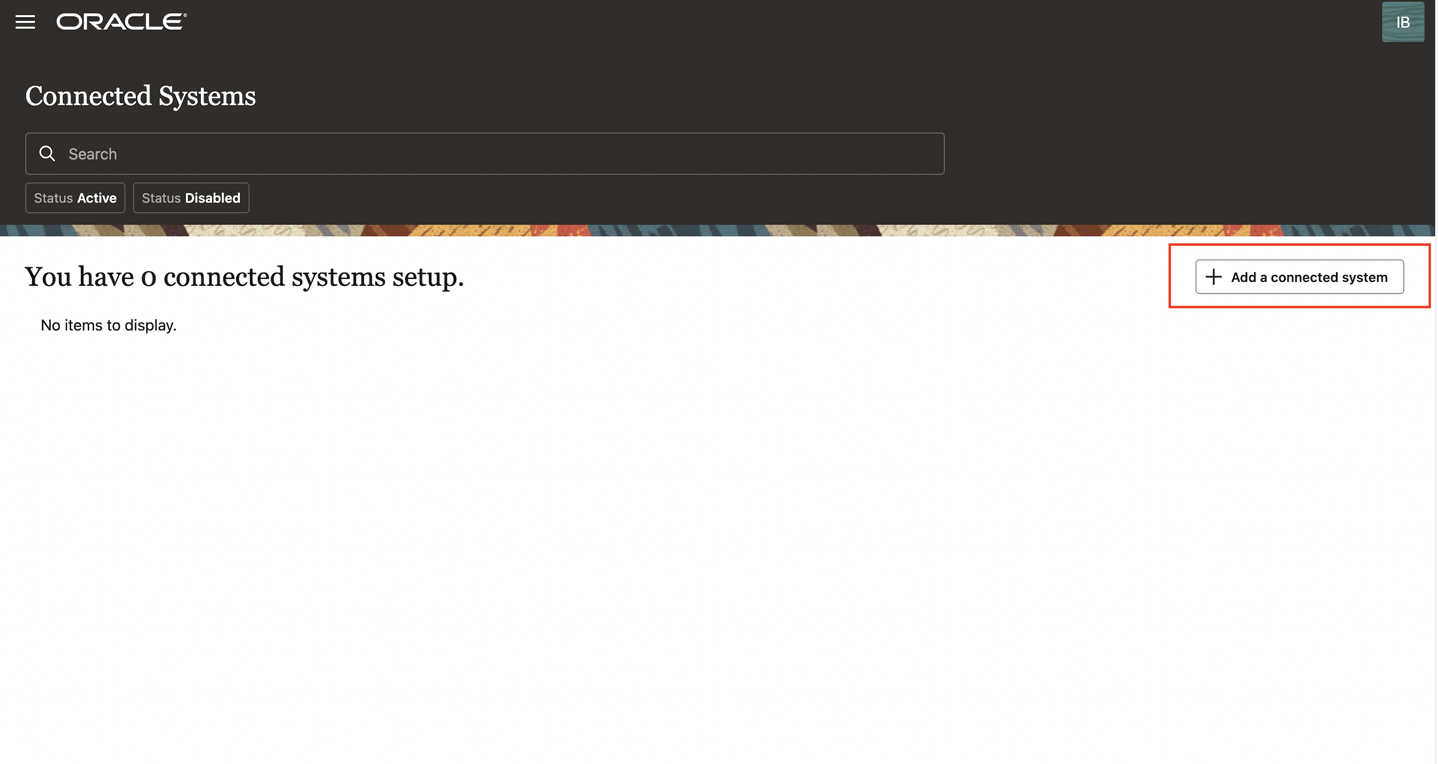 ORACLE®
IB
Connected Systems
Search
Status Active Status Disabled
You have 0 connected systems setup.
Add a connected system
No items to display.